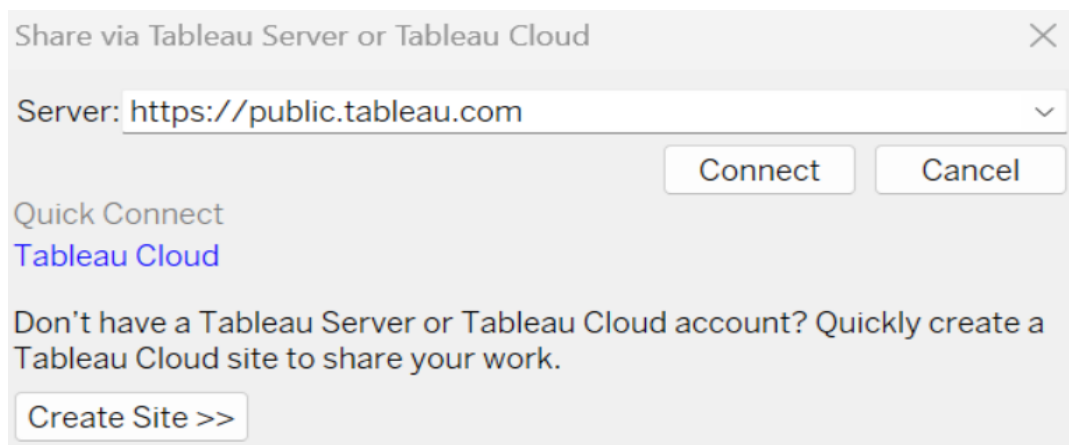 Share via Tableau Server or Tableau Cloud
Server: https://public.tableau.com
Connect Cancel
Quick Connect
Tableau Cloud
Don't have a Tableau Server or Tableau Cloud account? Quickly create a
Tableau Cloud site to share your work.
Create Site >>